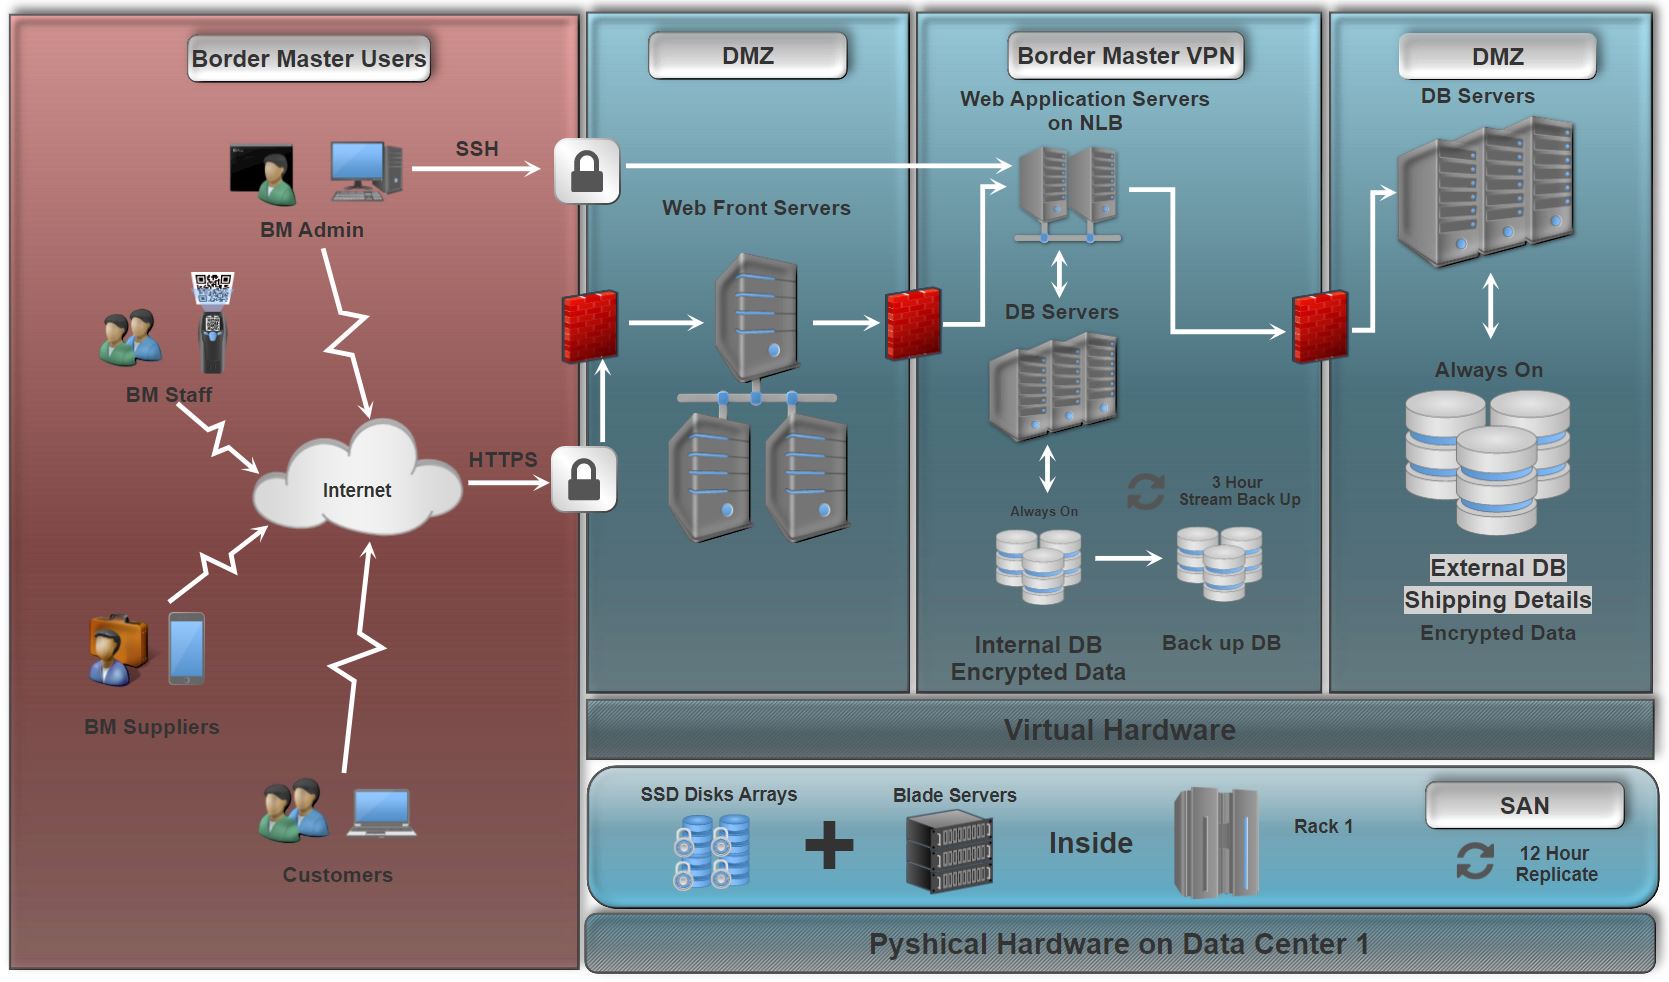 Border Master Users
DMZ
Border Master VPN
DMZ
SSH
BM Admin
BM Staff
Internet
HTTPS
BM Suppliers
Customers
Web Front Servers
Web Application Servers
on NLB
DB Servers
Always On
3 Hour
Stream Back Up
Internal DB
Encrypted Data
Back up DB
DB Servers
Always On
External DB
Shipping Details
Encrypted Data
Virtual Hardware
SSD Disks Arrays
Blade Servers
Inside
Rack 1
SAN
12 Hour
Replicate
Pyshical Hardware on Data Center 1